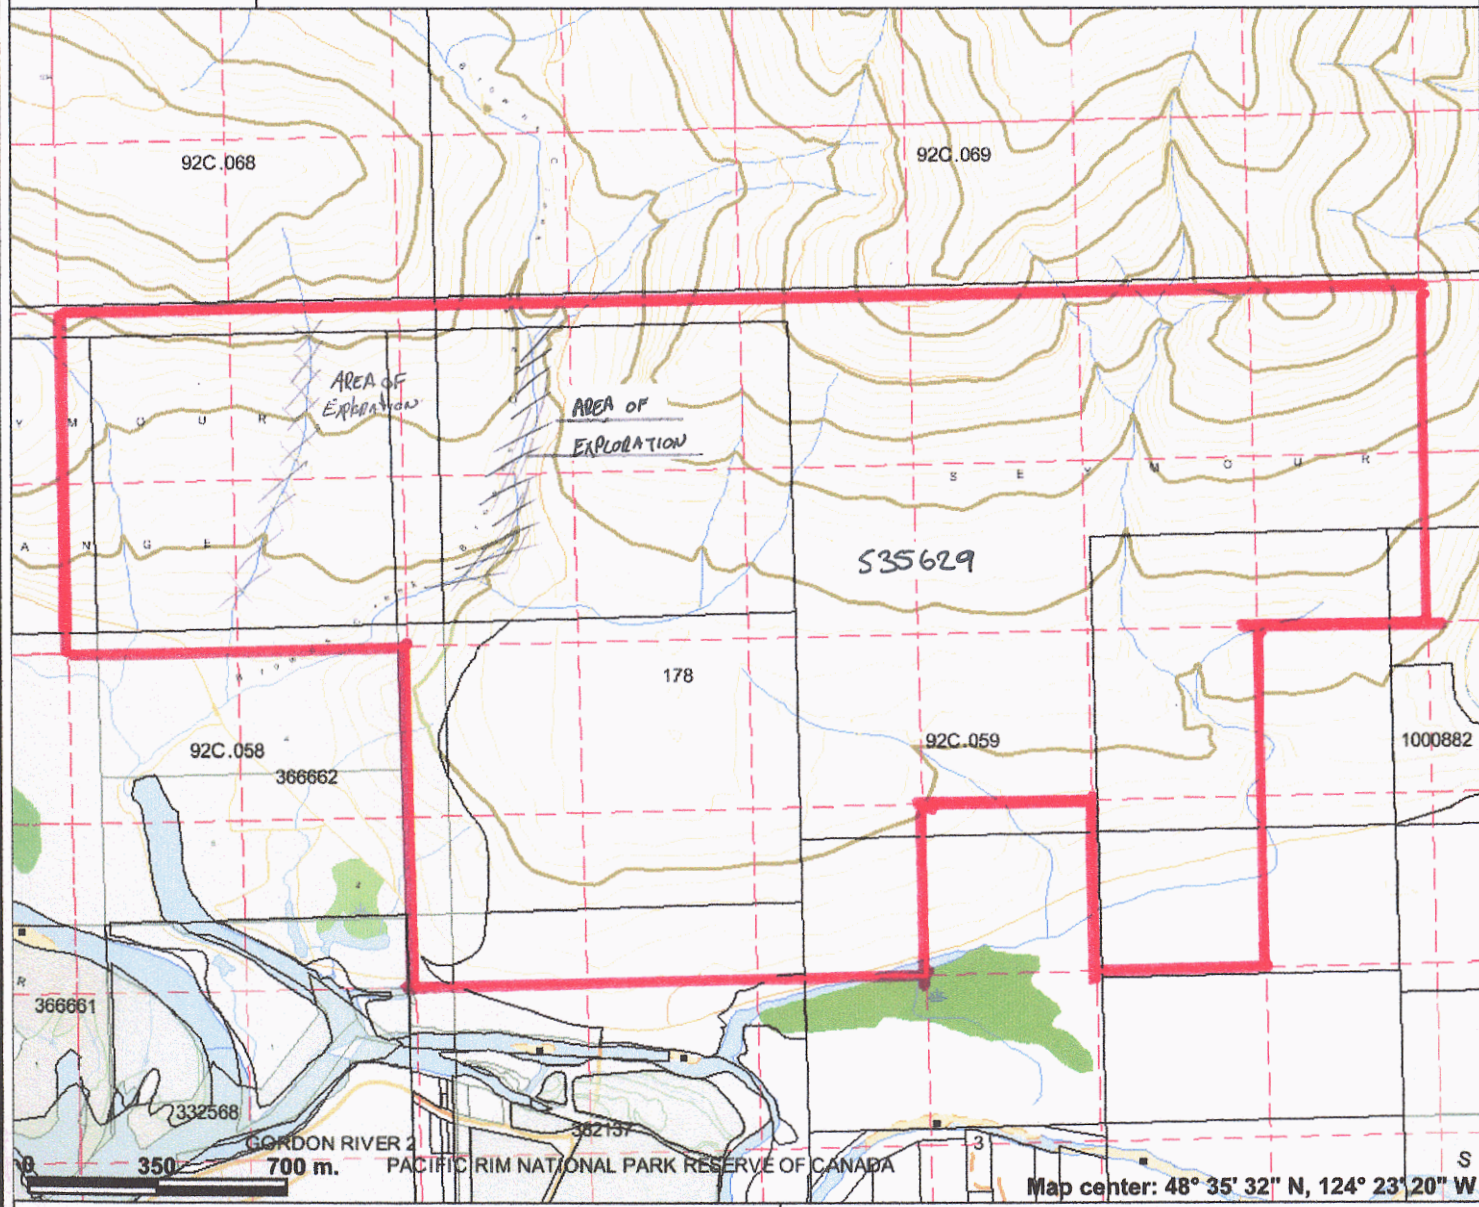 92C.068
92C.069
AREA OF
EXPLORATION
AREA OF
EXPLORATION
Y M O U R
S E Y M O U R
A N G E
S35629
178
92C.058
92C.059
366662
1000882
R
366661
332568
GORDON RIVER 2
382137
3
S
0 350 700 m.
PACIFIC RIM NATIONAL PARK RESERVE OF CANADA
Map center: 48° 35' 32" N, 124° 23' 20" W